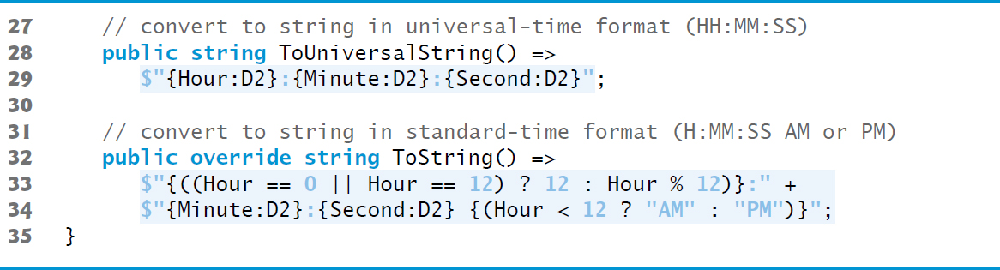 27 // convert to string in universal-time format (HH:MM:SS)
28 public string ToUniversalString() =>
29 $"{Hour:D2}:{Minute:D2}:{Second:D2}";
30
31 // convert to string in standard-time format (H:MM:SS AM or PM)
32 public override string ToString() =>
33 $"{((Hour == 0 || Hour == 12) ? 12 : Hour % 12)}:" +
34 $"{Minute:D2}:{Second:D2} {(Hour < 12 ? "AM" : "PM")}";
35 }